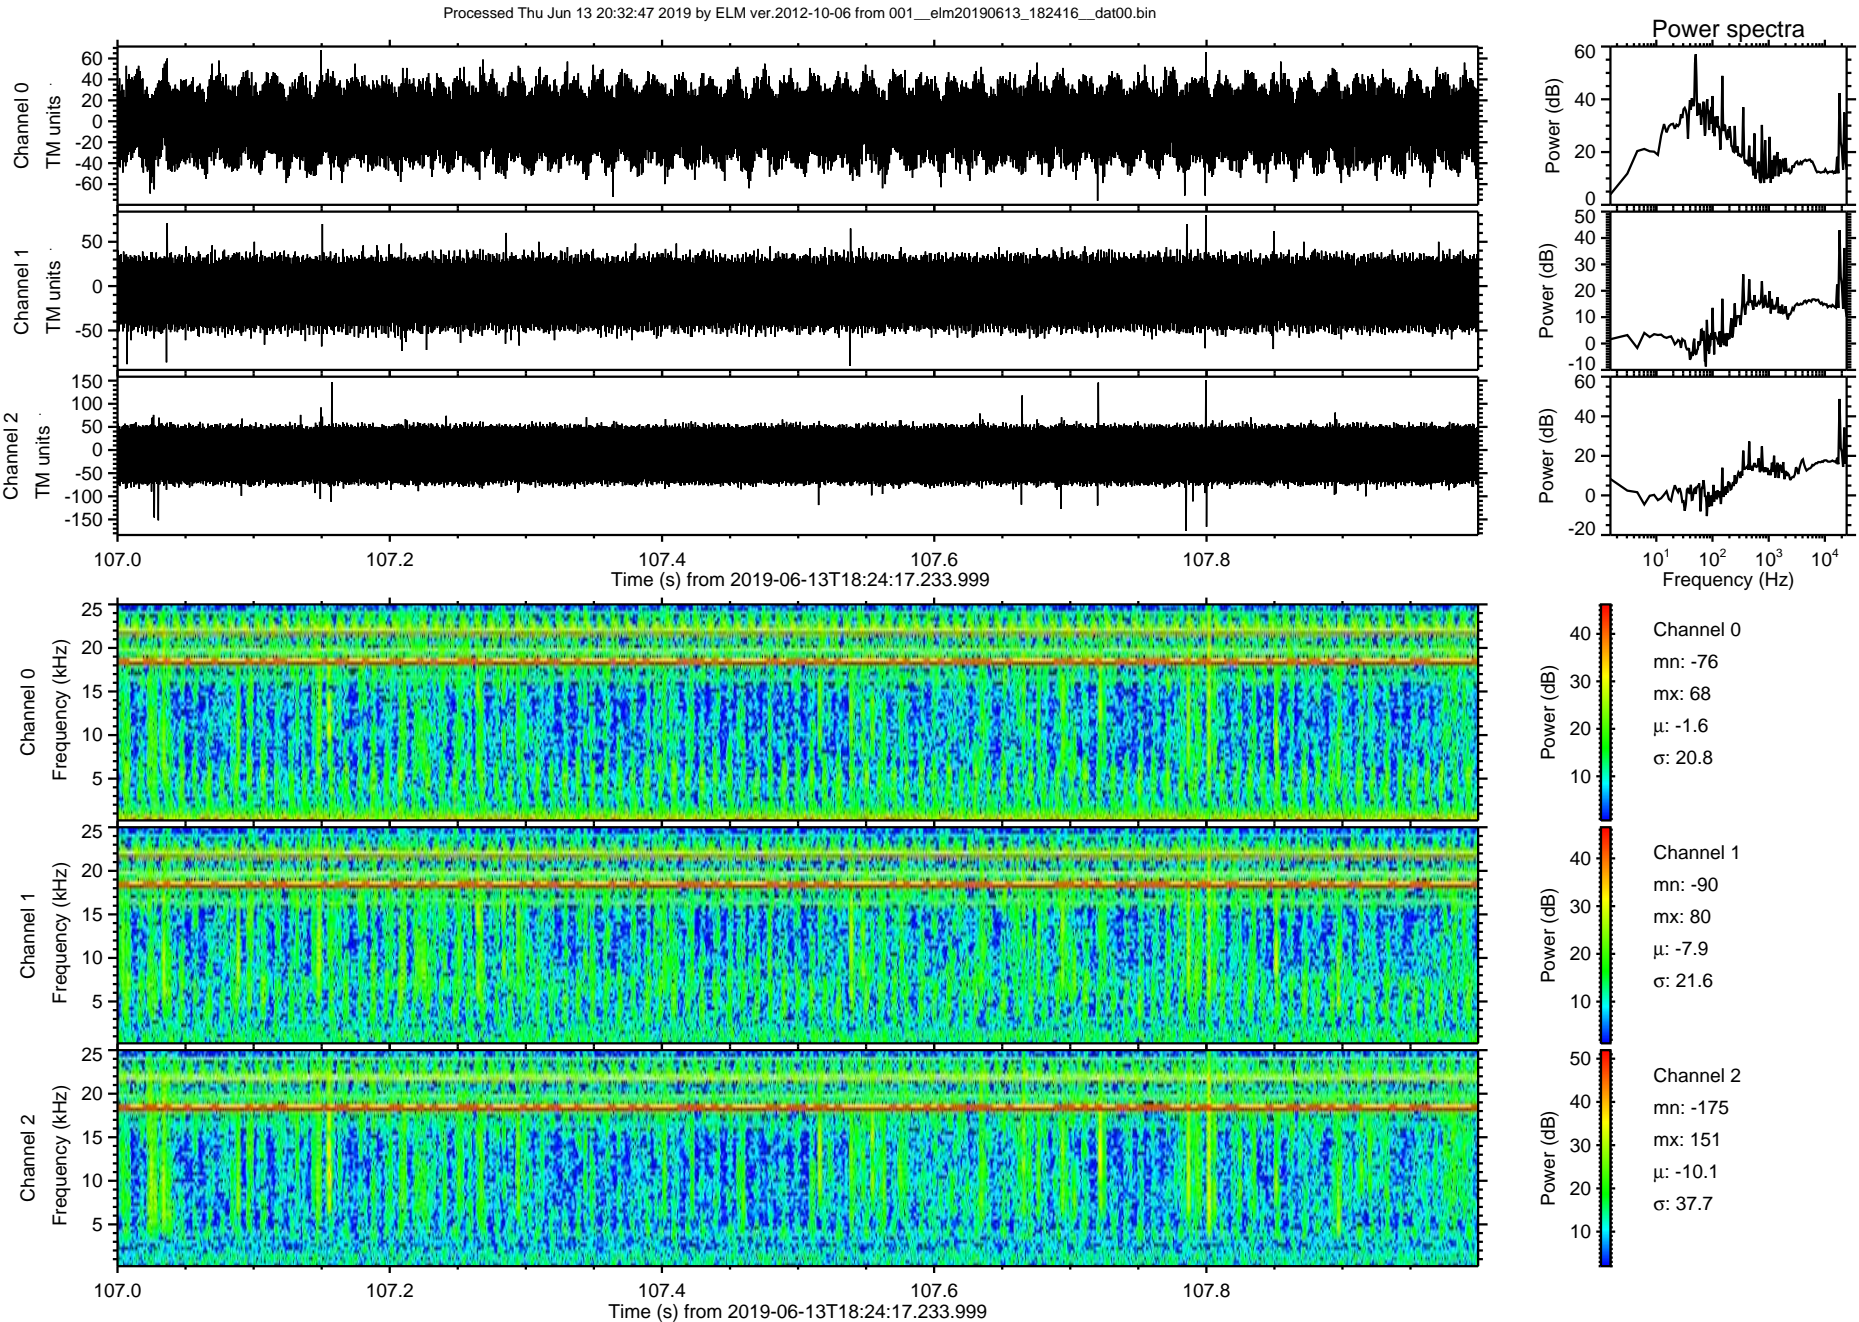 Processed Thu Jun 13 20:32:47 2019 by ELM ver.2012-10-06 from 001__elm20190613_182416__dat00.bin
Power spectra
Channel 0
TM units
60
40
20
0
-20
-40
-60
Power (dB)
60
40
20
0
Channel 1
TM units
50
0
-50
Power (dB)
50
40
30
20
10
0
-10
Channel 2
TM units
150
100
50
0
-50
-100
-150
Power (dB)
60
40
20
0
-20
107.0 107.2 107.4 107.6 107.8
Time (s) from 2019-06-13T18:24:17.233.999
10^1 10^2 10^3 10^4
Frequency (Hz)
Channel 0
Frequency (kHz)
25
20
15
10
5
Power (dB)
40
30
20
10
Channel 0
mn: -76
mx: 68
μ: -1.6
σ: 20.8
Channel 1
Frequency (kHz)
25
20
15
10
5
Power (dB)
40
30
20
10
Channel 1
mn: -90
mx: 80
μ: -7.9
σ: 21.6
Channel 2
Frequency (kHz)
25
20
15
10
5
Power (dB)
50
40
30
20
10
Channel 2
mn: -175
mx: 151
μ: -10.1
σ: 37.7
107.0 107.2 107.4 107.6 107.8
Time (s) from 2019-06-13T18:24:17.233.999